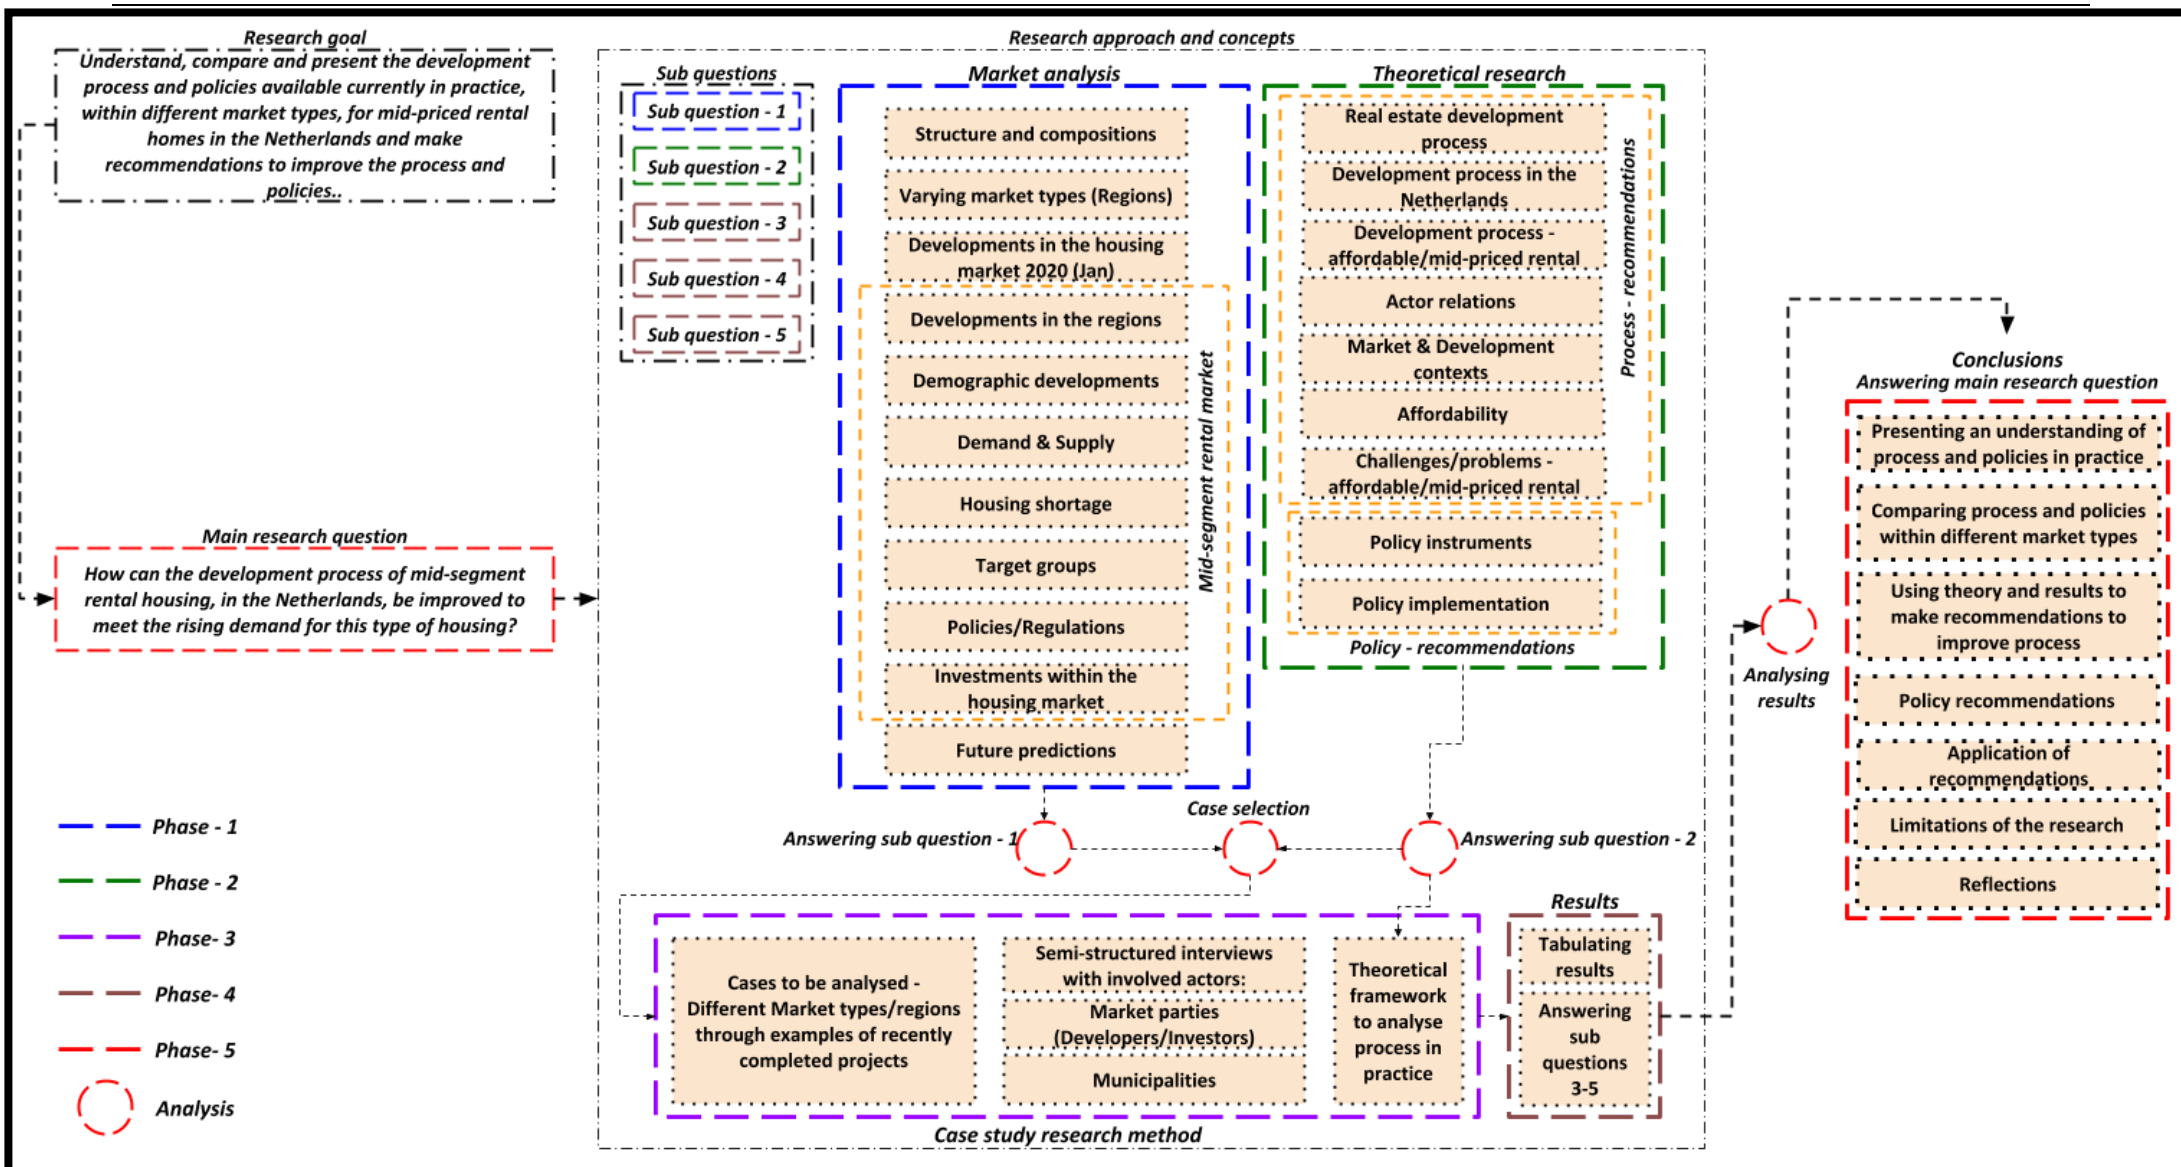 Research goal
Understand, compare and present the development
process and policies available currently in practice,
within different market types, for mid-priced rental
homes in the Netherlands and make
recommendations to improve the process and
policies..
Main research question
How can the development process of mid-segment
rental housing, in the Netherlands, be improved to
meet the rising demand for this type of housing?
Phase - 1
Phase - 2
Phase- 3
Phase- 4
Phase- 5
Analysis
Research approach and concepts
Sub questions
Sub question - 1
Sub question - 2
Sub question - 3
Sub question - 4
Sub question - 5
Market analysis
Structure and compositions
Varying market types (Regions)
Developments in the housing
market 2020 (Jan)
Developments in the regions
Demographic developments
Demand & Supply
Housing shortage
Target groups
Policies/Regulations
Investments within the
housing market
Mid-segment rental market
Future predictions
Theoretical research
Real estate development
process
Development process in the
Netherlands
Development process -
affordable/mid-priced rental
Actor relations
Market & Development
contexts
Affordability
Challenges/problems -
affordable/mid-priced rental
Process - recommendations
Policy instruments
Policy implementation
Policy - recommendations
Answering sub question - 1
Case selection
Answering sub question - 2
Cases to be analysed -
Different Market types/regions
through examples of recently
completed projects
Semi-structured interviews
with involved actors:
Market parties
(Developers/Investors)
Municipalities
Theoretical
framework
to analyse
process in
practice
Case study research method
Results
Tabulating
results
Answering
sub
questions
3-5
Analysing
results
Conclusions
Answering main research question
Presenting an understanding of
process and policies in practice
Comparing process and policies
within different market types
Using theory and results to
make recommendations to
improve process
Policy recommendations
Application of
recommendations
Limitations of the research
Reflections